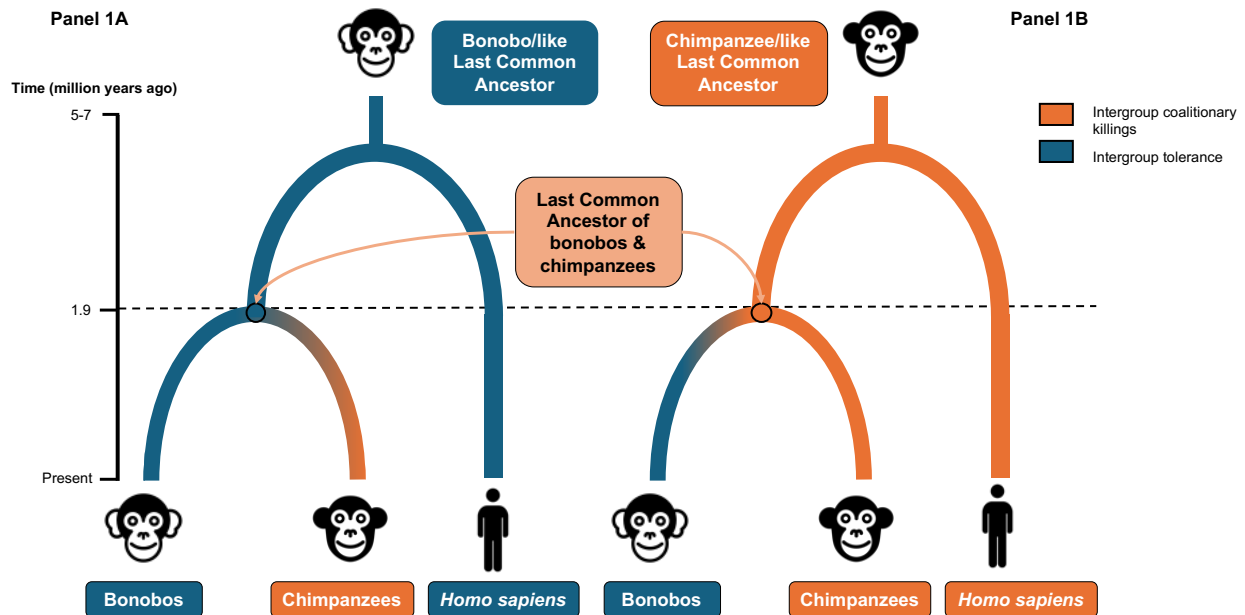 Panel 1A
Panel 1B
Bonobo/like
Last Common
Ancestor
Chimpanzee/like
Last Common
Ancestor
Time (million years ago)
5-7
Intergroup coalitionary
killings
Intergroup tolerance
Last Common
Ancestor of
bonobos &
chimpanzees
1.9
Present
Bonobos
Chimpanzees
Homo sapiens
Bonobos
Chimpanzees
Homo sapiens